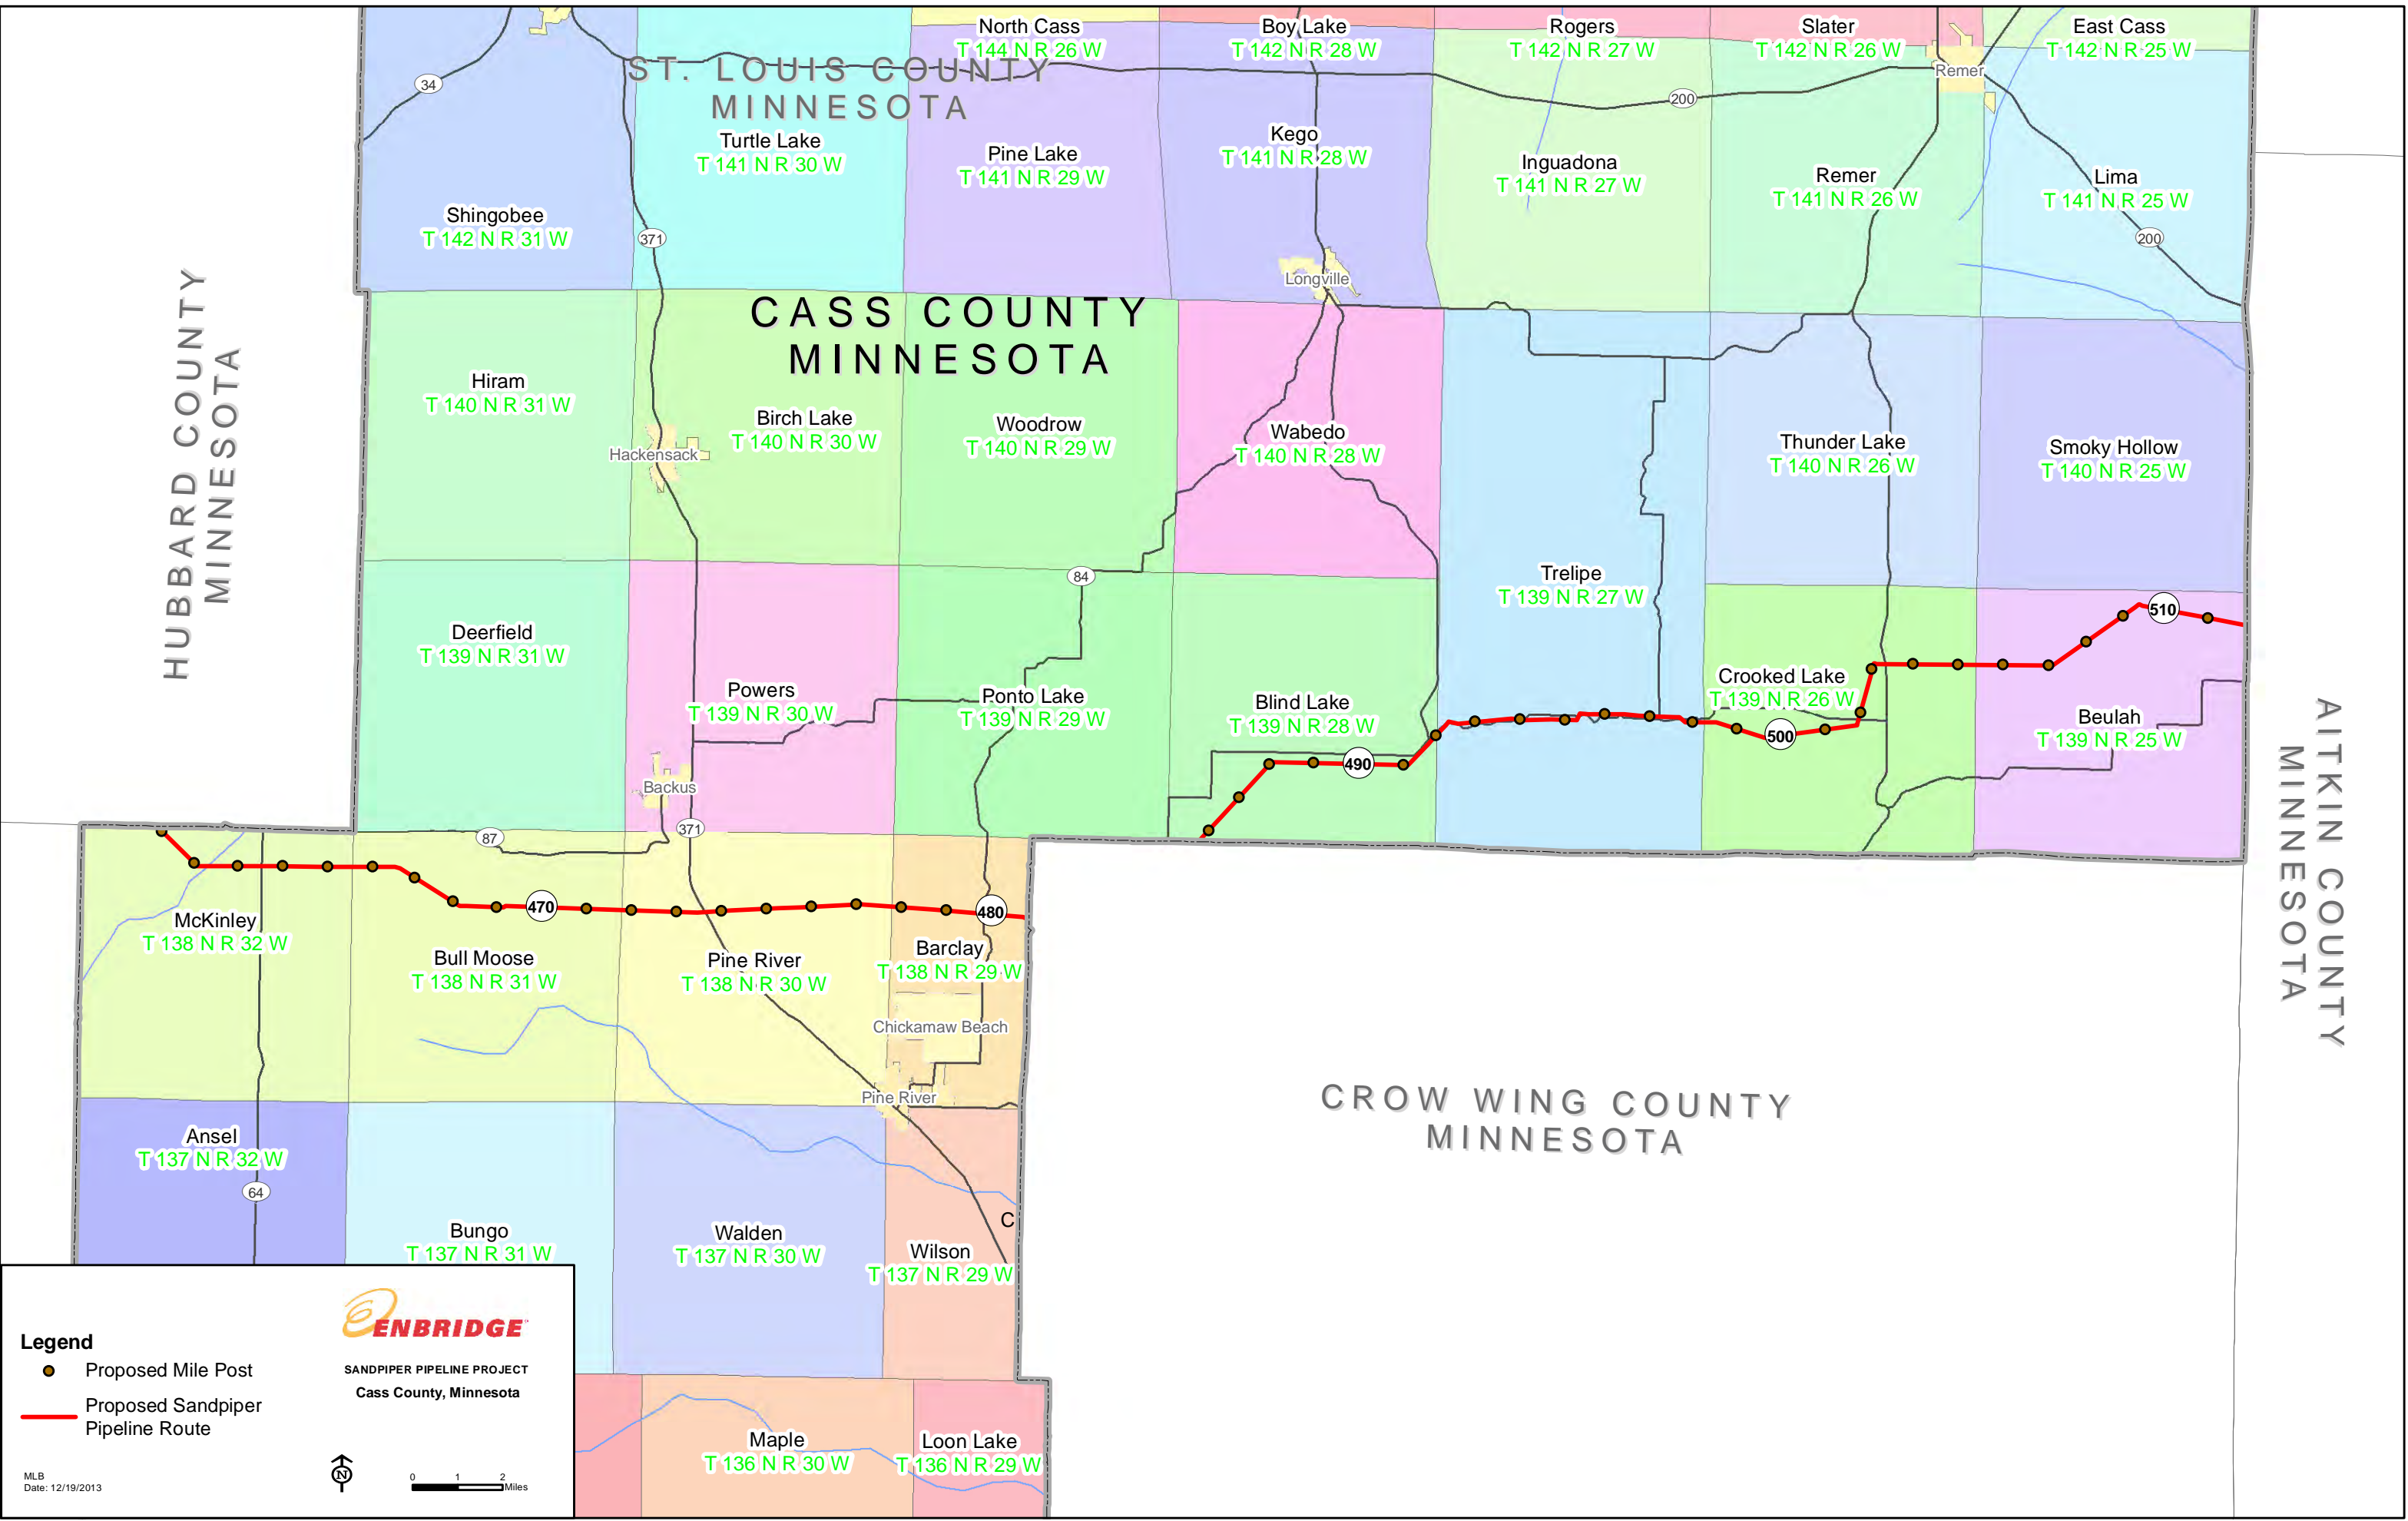 North Cass
T 144 N R 26 W
Boy Lake
T 142 N R 28 W
Rogers
T 142 N R 27 W
Slater
T 142 N R 26 W
East Cass
T 142 N R 25 W
Remer
34
ST. LOUIS COUNTY
MINNESOTA
200
Turtle Lake
T 141 N R 30 W
Pine Lake
T 141 N R 29 W
Kego
T 141 N R 28 W
Inguadona
T 141 N R 27 W
Remer
T 141 N R 26 W
Lima
T 141 N R 25 W
Shingobee
T 142 N R 31 W
371
200
Longville
CASS COUNTY
MINNESOTA
HUBBARD COUNTY
MINNESOTA
Hiram
T 140 N R 31 W
Birch Lake
T 140 N R 30 W
Woodrow
T 140 N R 29 W
Wabedo
T 140 N R 28 W
Thunder Lake
T 140 N R 26 W
Smoky Hollow
T 140 N R 25 W
Hackensack
84
Trelipe
T 139 N R 27 W
510
Deerfield
T 139 N R 31 W
Powers
T 139 N R 30 W
Ponto Lake
T 139 N R 29 W
Blind Lake
T 139 N R 28 W
Crooked Lake
T 139 N R 26 W
Beulah
T 139 N R 25 W
500
490
Backus
371
87
AITKIN COUNTY
MINNESOTA
470
480
McKinley
T 138 N R 32 W
Bull Moose
T 138 N R 31 W
Pine River
T 138 N R 30 W
Barclay
T 138 N R 29 W
Chickamaw Beach
Pine River
CROW WING COUNTY
MINNESOTA
Ansel
T 137 N R 32 W
64
Bungo
T 137 N R 31 W
Walden
T 137 N R 30 W
C
Wilson
T 137 N R 29 W
Maple
T 136 N R 30 W
Loon Lake
T 136 N R 29 W
ENBRIDGE
SANDPIPER PIPELINE PROJECT
Cass County, Minnesota
Legend
Proposed Mile Post
Proposed Sandpiper
Pipeline Route
MLB
Date: 12/19/2013
N
0 1 2
Miles